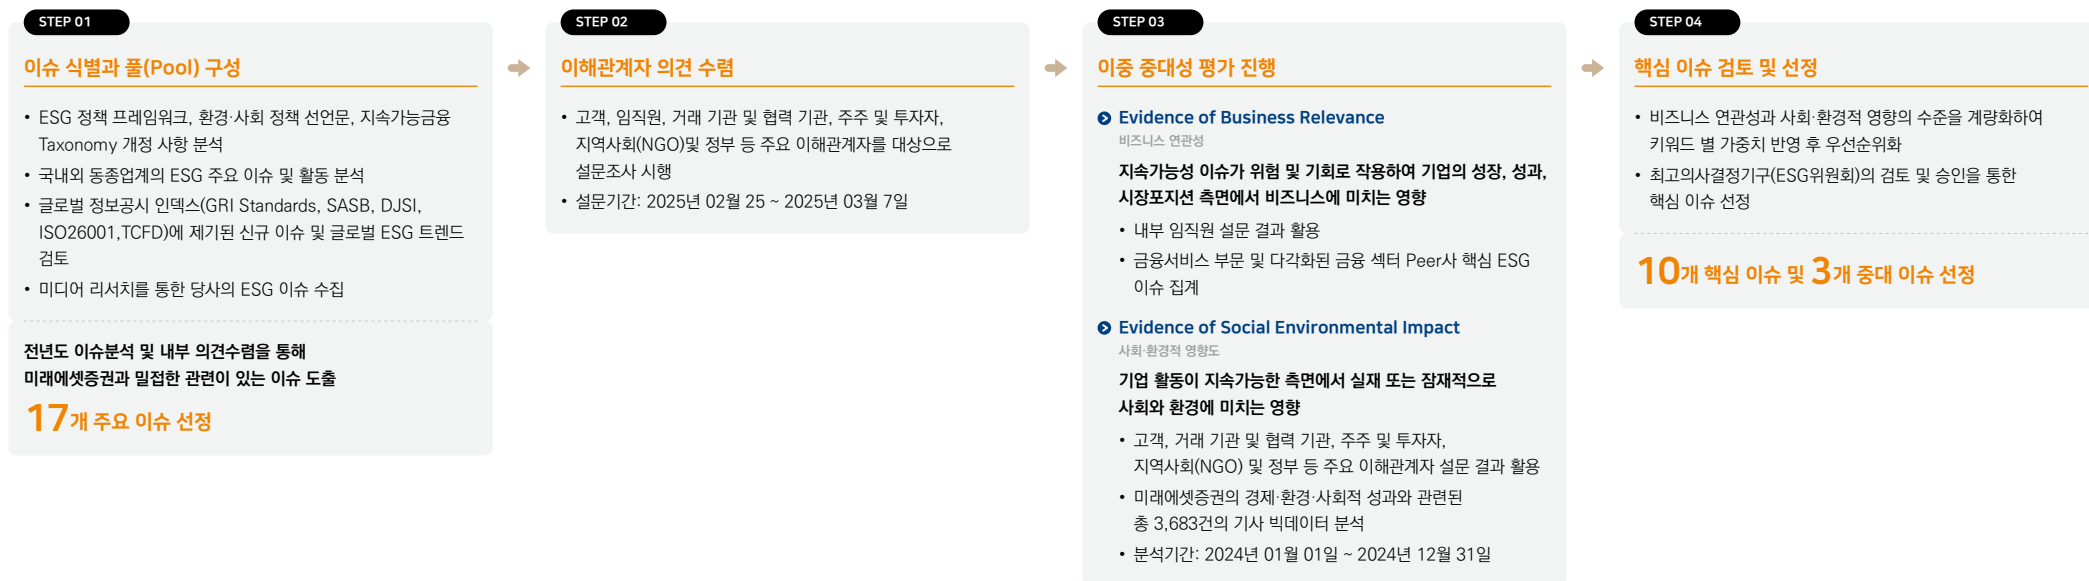 STEP 01
이슈 식별과 풀(Pool) 구성
• ESG 정책 프레임워크, 환경·사회 정책 선언문, 지속가능금융
Taxonomy 개정 사항 분석
• 국내외 동종업계의 ESG 주요 이슈 및 활동 분석
• 글로벌 정보공시 인덱스(GRI Standards, SASB, DJSI,
ISO26001,TCFD)에 제기된 신규 이슈 및 글로벌 ESG 트렌드
검토
• 미디어 리서치를 통한 당사의 ESG 이슈 수집
전년도 이슈분석 및 내부 의견수렴을 통해
미래에셋증권과 밀접한 관련이 있는 이슈 도출
17개 주요 이슈 선정
STEP 02
이해관계자 의견 수렴
• 고객, 임직원, 거래 기관 및 협력 기관, 주주 및 투자자,
지역사회(NGO)및 정부 등 주요 이해관계자를 대상으로
설문조사 시행
• 설문기간: 2025년 02월 25 ~ 2025년 03월 7일
STEP 03
이중 중대성 평가 진행
Evidence of Business Relevance
비즈니스 연관성
지속가능성 이슈가 위험 및 기회로 작용하여 기업의 성장, 성과,
시장포지션 측면에서 비즈니스에 미치는 영향
• 내부 임직원 설문 결과 활용
• 금융서비스 부문 및 다각화된 금융 섹터 Peer사 핵심 ESG
이슈 집계
Evidence of Social Environmental Impact
사회·환경적 영향도
기업 활동이 지속가능한 측면에서 실재 또는 잠재적으로
사회와 환경에 미치는 영향
• 고객, 거래 기관 및 협력 기관, 주주 및 투자자,
지역사회(NGO) 및 정부 등 주요 이해관계자 설문 결과 활용
• 미래에셋증권의 경제·환경·사회적 성과와 관련된
총 3,683건의 기사 빅데이터 분석
• 분석기간: 2024년 01월 01일 ~ 2024년 12월 31일
STEP 04
핵심 이슈 검토 및 선정
• 비즈니스 연관성과 사회·환경적 영향의 수준을 계량화하여
키워드 별 가중치 반영 후 우선순위화
• 최고의사결정기구(ESG위원회)의 검토 및 승인을 통한
핵심 이슈 선정
10개 핵심 이슈 및 3개 중대 이슈 선정